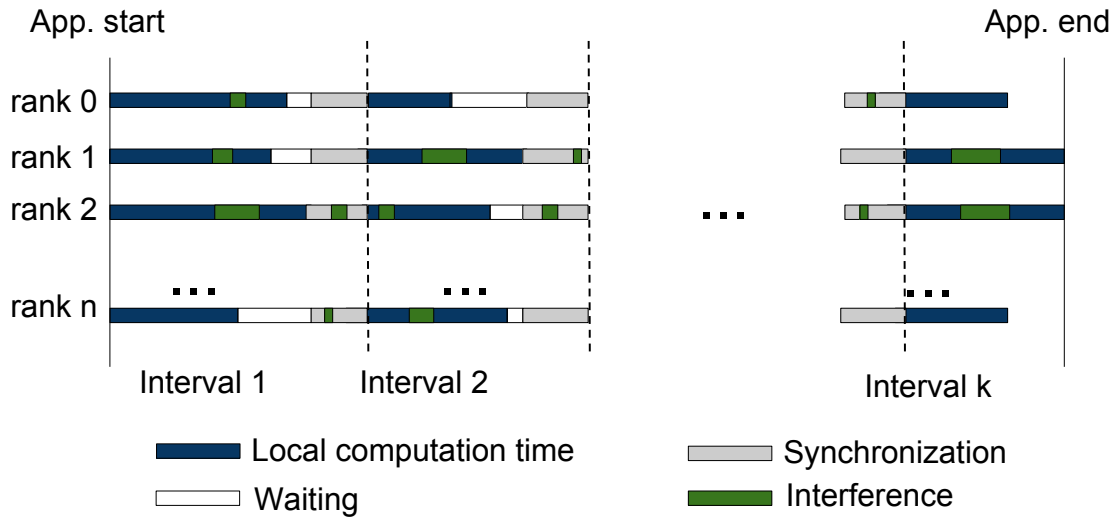 App. start
App. end
rank 0
rank 1
rank 2
...
...
...
rank n
...
Interval 1
Interval 2
Interval k
Local computation time
Synchronization
Waiting
Interference